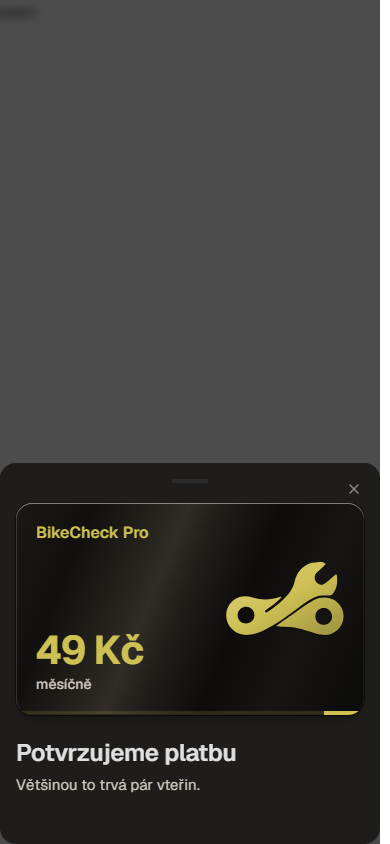 BikeCheck Pro
49 Kč
měsíčně
Potvrzujeme platbu
Většinou to trvá pár vteřin.